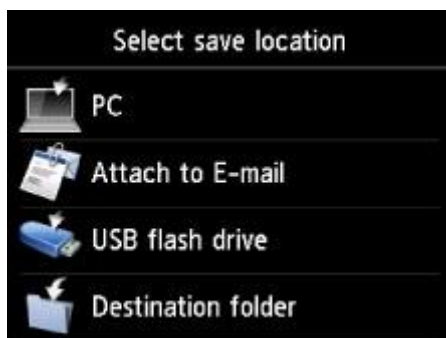 Select save location
PC
Attach to E-mail
USB flash drive
Destination folder